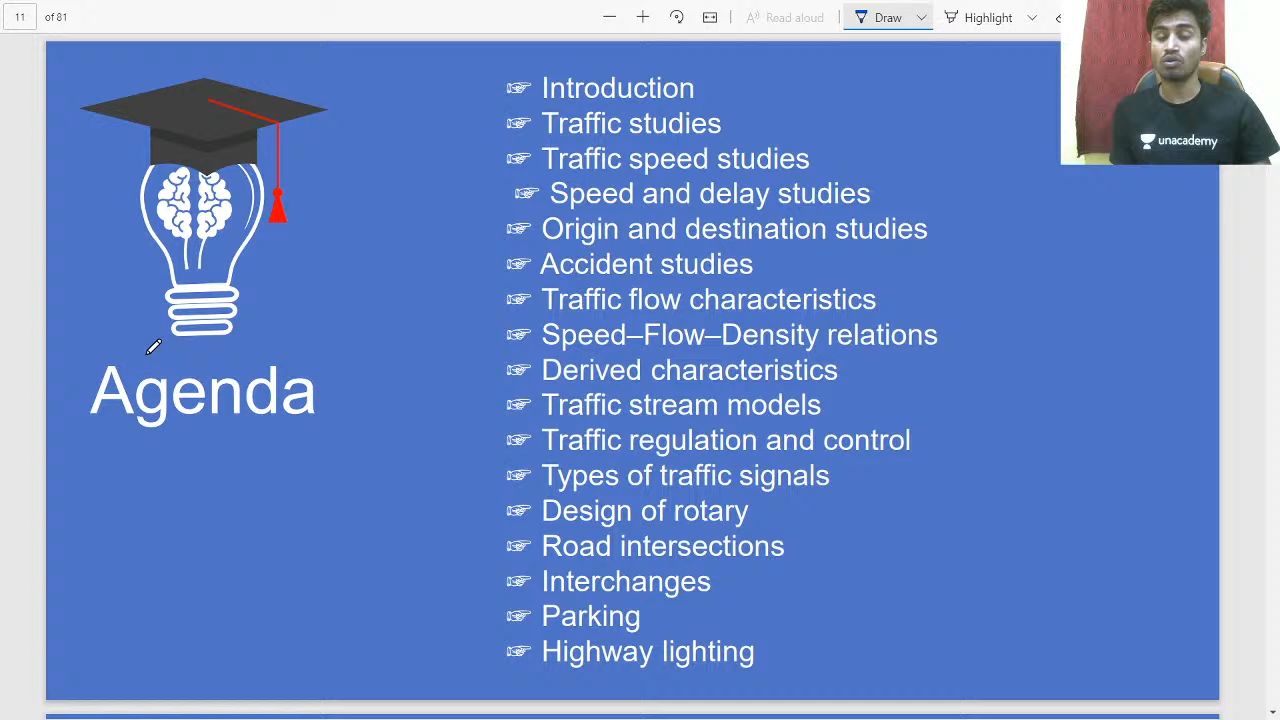 11 of 81
Read aloud
Draw
Highlight
unacademy
Agenda
☞ Introduction
☞ Traffic studies
☞ Traffic speed studies
☞ Speed and delay studies
☞ Origin and destination studies
☞ Accident studies
☞ Traffic flow characteristics
☞ Speed–Flow–Density relations
☞ Derived characteristics
☞ Traffic stream models
☞ Traffic regulation and control
☞ Types of traffic signals
☞ Design of rotary
☞ Road intersections
☞ Interchanges
☞ Parking
☞ Highway lighting